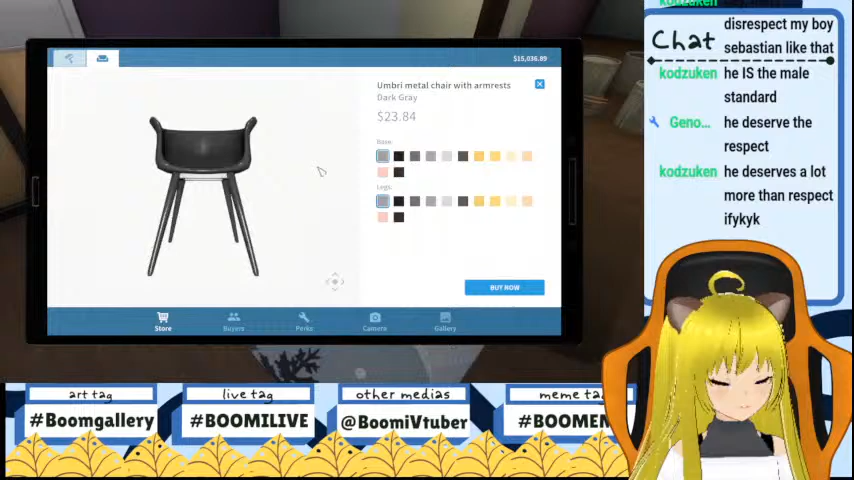 $15,036.89
Umbri metal chair with armrests
Dark Gray
$23.84
Base:
Legs:
BUY NOW
Store
Buyers
Perks
Camera
Gallery
Chat
kodzuken
disrespect my boy
sebastian like that
kodzuken he IS the male
standard
Geno... he deserve the
respect
kodzuken he deserves a lot
more than respect
ifykyk
art tag
#Boomgallery
live tag
#BOOMILIVE
other medias
@BoomiVtuber
meme ta
#BOOMEM